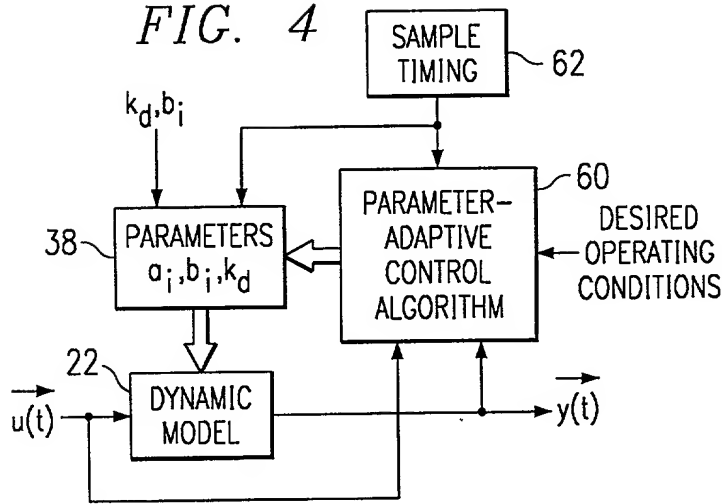 FIG. 4
SAMPLE
TIMING
62
k_d, b_i
60
PARAMETER-
ADAPTIVE
CONTROL
ALGORITHM
DESIRED
OPERATING
CONDITIONS
38
PARAMETERS
a_i, b_i, k_d
22
DYNAMIC
MODEL
u(t)
y(t)